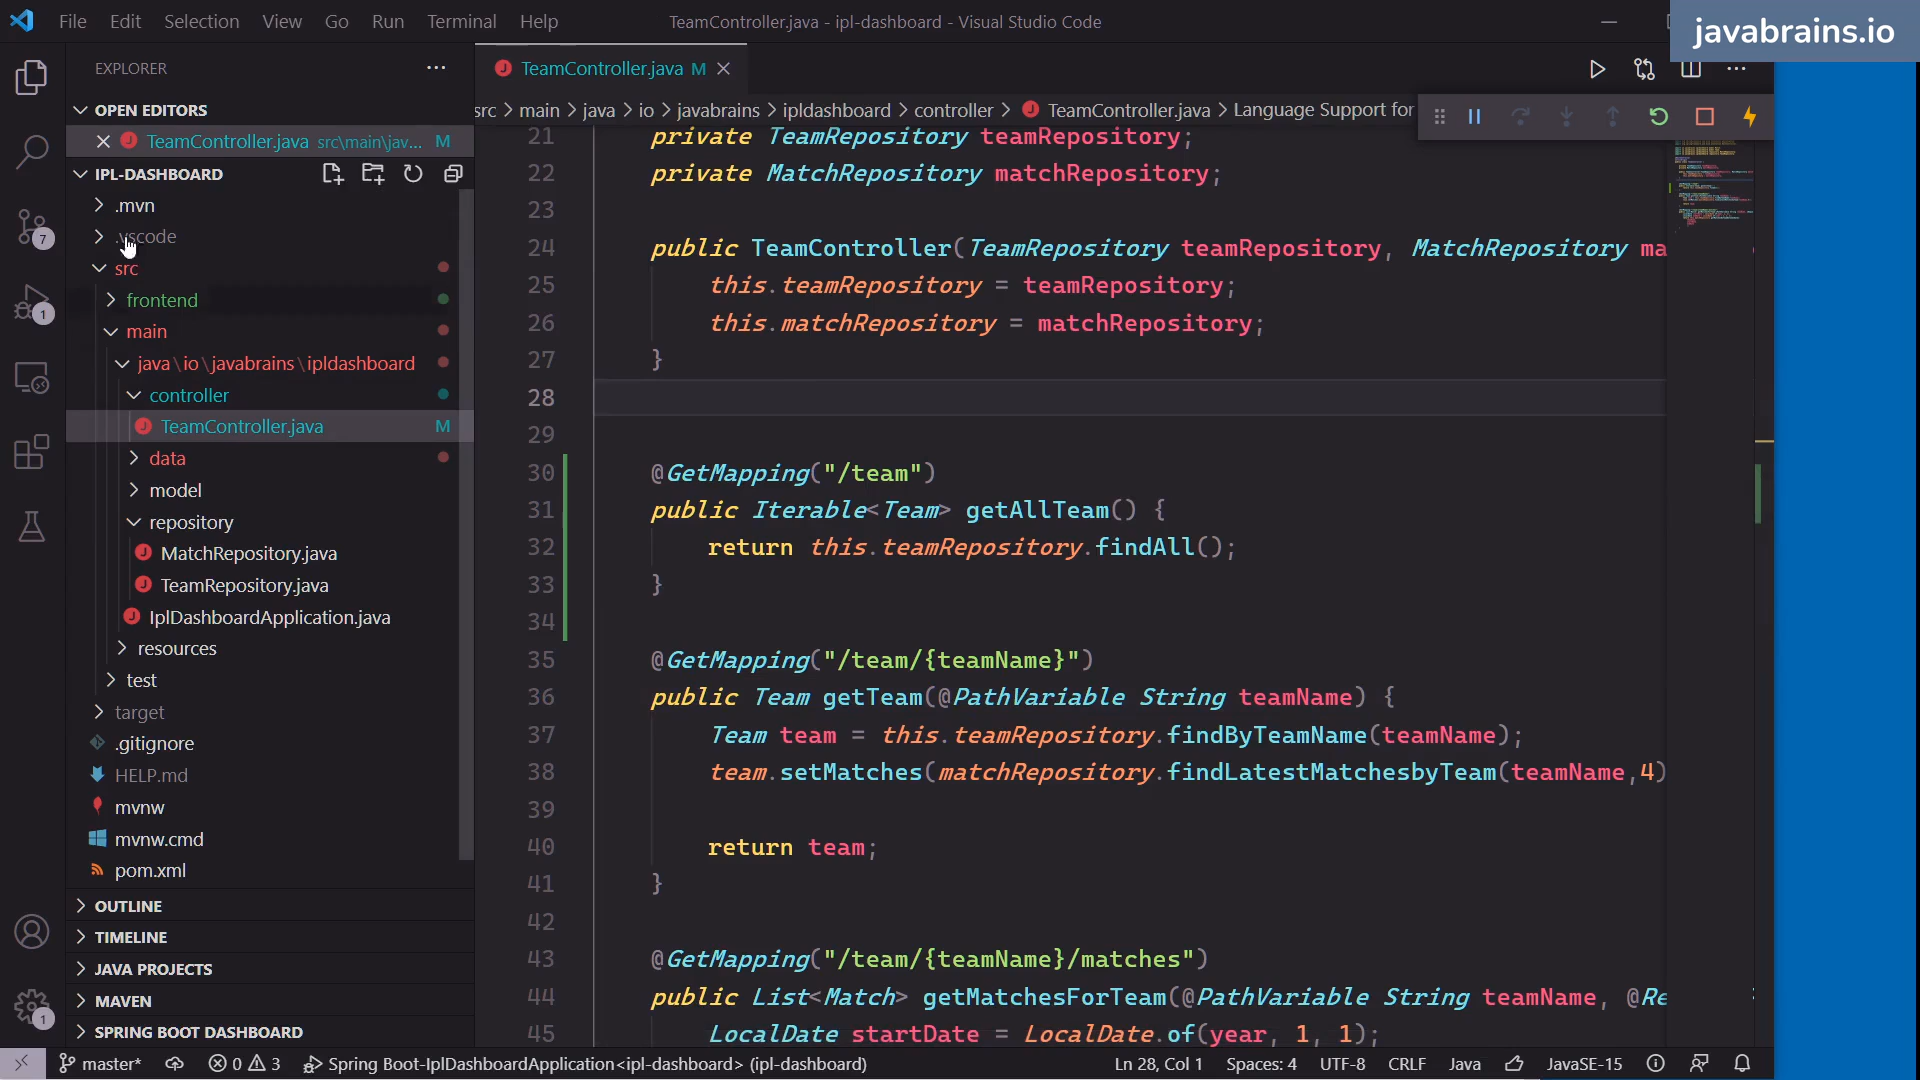 File Edit Selection View Go Run Terminal Help
TeamController.java - ipl-dashboard - Visual Studio Code
javabrains.io
EXPLORER
OPEN EDITORS
TeamController.java src\main\jav... M
IPL-DASHBOARD
.mvn
.vscode
src
frontend
main
java\io\javabrains\ipldashboard
controller
TeamController.java M
data
model
repository
MatchRepository.java
TeamRepository.java
IplDashboardApplication.java
resources
test
target
.gitignore
HELP.md
mvnw
mvnw.cmd
pom.xml
OUTLINE
TIMELINE
JAVA PROJECTS
MAVEN
SPRING BOOT DASHBOARD
7
1
1
TeamController.java M
src > main > java > io > javabrains > ipldashboard > controller > TeamController.java > Language Support for
21 private TeamRepository teamRepository;
22 private MatchRepository matchRepository;
23
24 public TeamController(TeamRepository teamRepository, MatchRepository ma
25 this.teamRepository = teamRepository;
26 this.matchRepository = matchRepository;
27 }
28
29
30 @GetMapping("/team")
31 public Iterable<Team> getAllTeam() {
32 return this.teamRepository.findAll();
33 }
34
35 @GetMapping("/team/{teamName}")
36 public Team getTeam(@PathVariable String teamName) {
37 Team team = this.teamRepository.findByTeamName(teamName);
38 team.setMatches(matchRepository.findLatestMatchesbyTeam(teamName,4)
39
40 return team;
41 }
42
43 @GetMapping("/team/{teamName}/matches")
44 public List<Match> getMatchesForTeam(@PathVariable String teamName, @Re
45 LocalDate startDate = LocalDate.of(year, 1, 1);
master* 0 3 Spring Boot-IplDashboardApplication<ipl-dashboard> (ipl-dashboard) Ln 28, Col 1 Spaces: 4 UTF-8 CRLF Java JavaSE-15